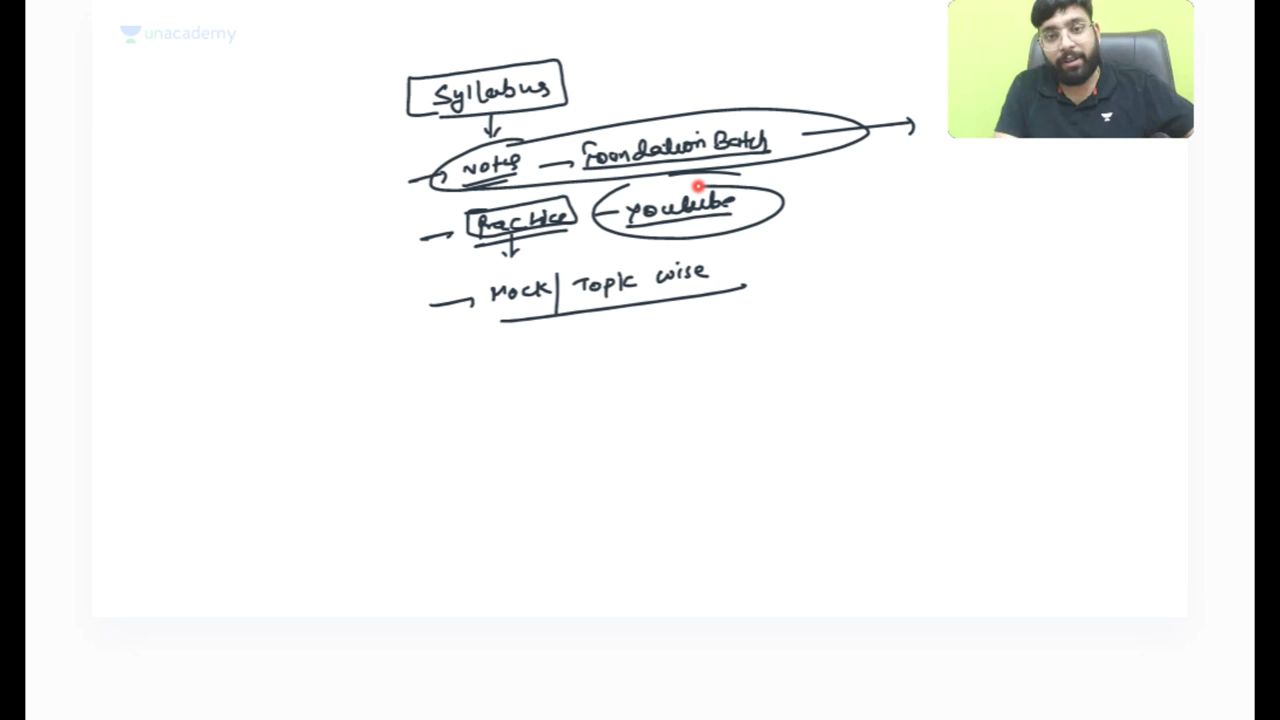 unacademy
Syllabus
Notes → Foundation Batch →
→ Practice - Youtube
→ Mock | Topic wise